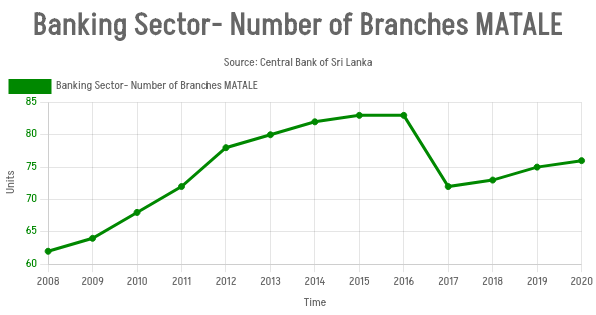 Banking Sector- Number of Branches MATALE
Source: Central Bank of Sri Lanka
Banking Sector- Number of Branches MATALE
85
80
75
70
65
60
Units
2008 2009 2010 2011 2012 2013 2014 2015 2016 2017 2018 2019 2020
Time